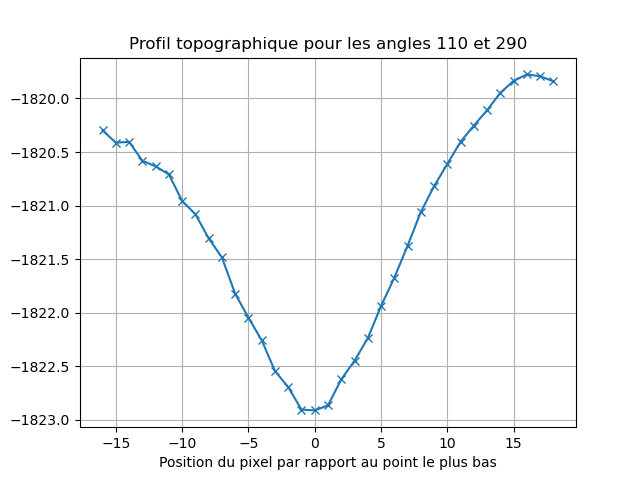 Profil topographique pour les angles 110 et 290
−1820.0
−1820.5
−1821.0
−1821.5
−1822.0
−1822.5
−1823.0
−15 −10 −5 0 5 10 15
Position du pixel par rapport au point le plus bas